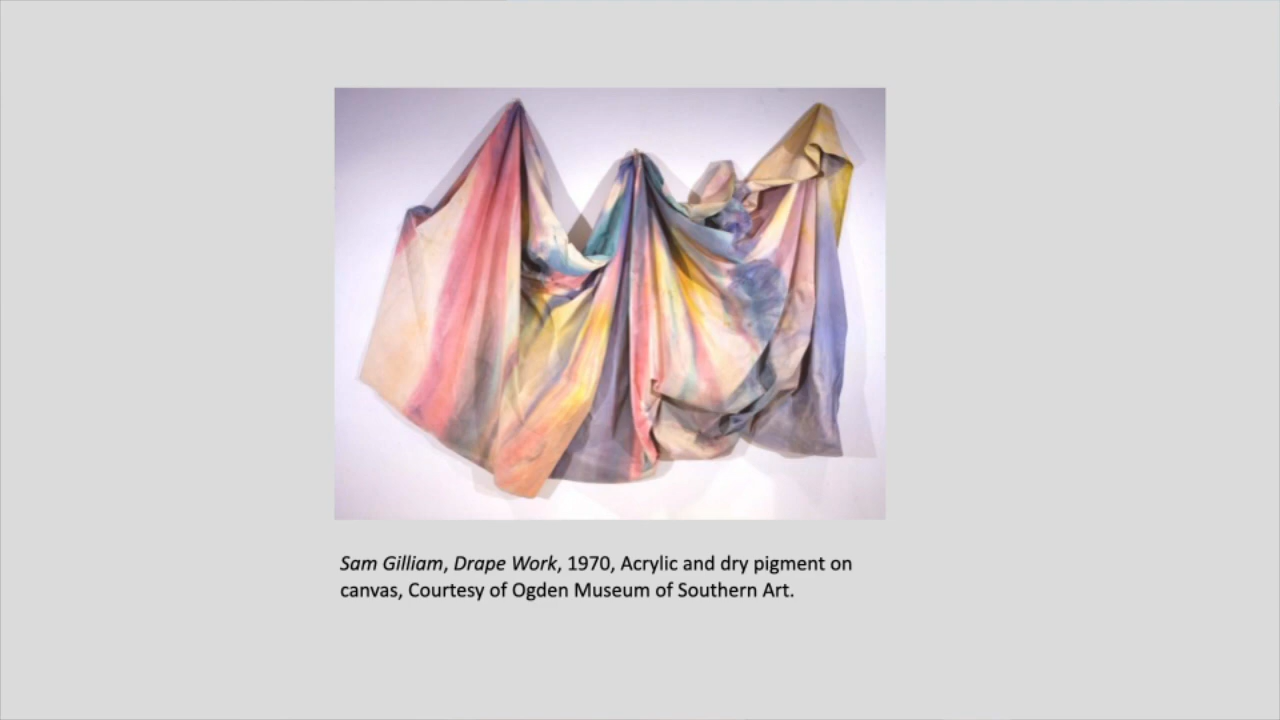 Sam Gilliam, Drape Work, 1970, Acrylic and dry pigment on
canvas, Courtesy of Ogden Museum of Southern Art.